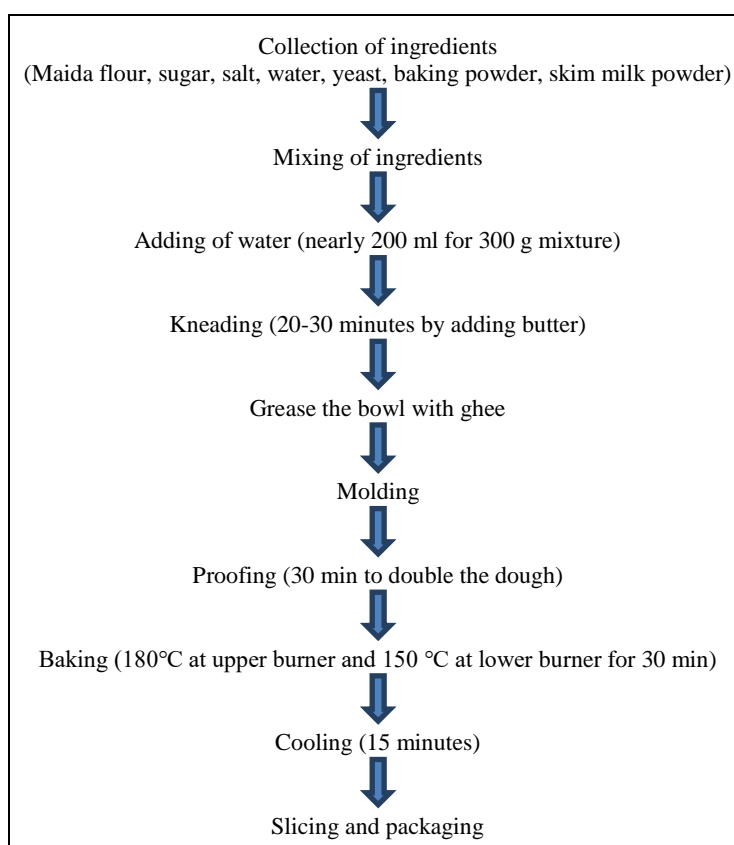 Collection of ingredients
(Maida flour, sugar, salt, water, yeast, baking powder, skim milk powder)
Mixing of ingredients
Adding of water (nearly 200 ml for 300 g mixture)
Kneading (20-30 minutes by adding butter)
Grease the bowl with ghee
Molding
Proofing (30 min to double the dough)
Baking (180℃ at upper burner and 150 ℃ at lower burner for 30 min)
Cooling (15 minutes)
Slicing and packaging